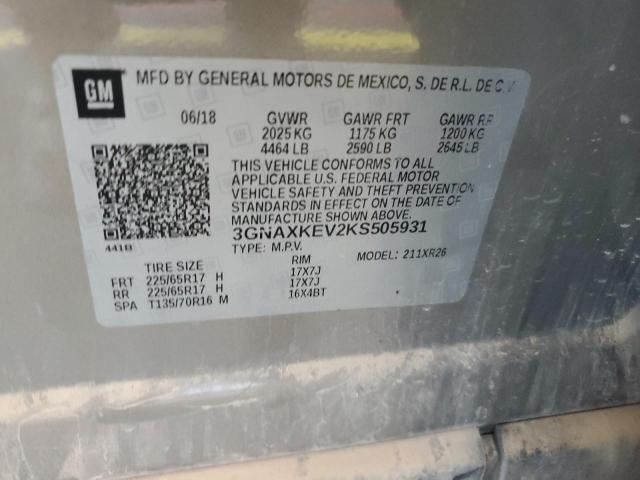 GM
MFD BY GENERAL MOTORS DE MEXICO, S. DE R.L. DE C.V.
06/18 GVWR GAWR FRT GAWR RR
2025 KG 1175 KG 1200 KG
4464 LB 2590 LB 2645 LB
THIS VEHICLE CONFORMS TO ALL
APPLICABLE U.S. FEDERAL MOTOR
VEHICLE SAFETY AND THEFT PREVENTION
STANDARDS IN EFFECT ON THE DATE OF
MANUFACTURE SHOWN ABOVE.
3GNAXKEV2KS505931
441B
TYPE: M.P.V. MODEL: 211XR26
TIRE SIZE RIM
FRT 225/65R17 H 17X7J
RR 225/65R17 H 17X7J
SPA T135/70R16 M 16X4BT